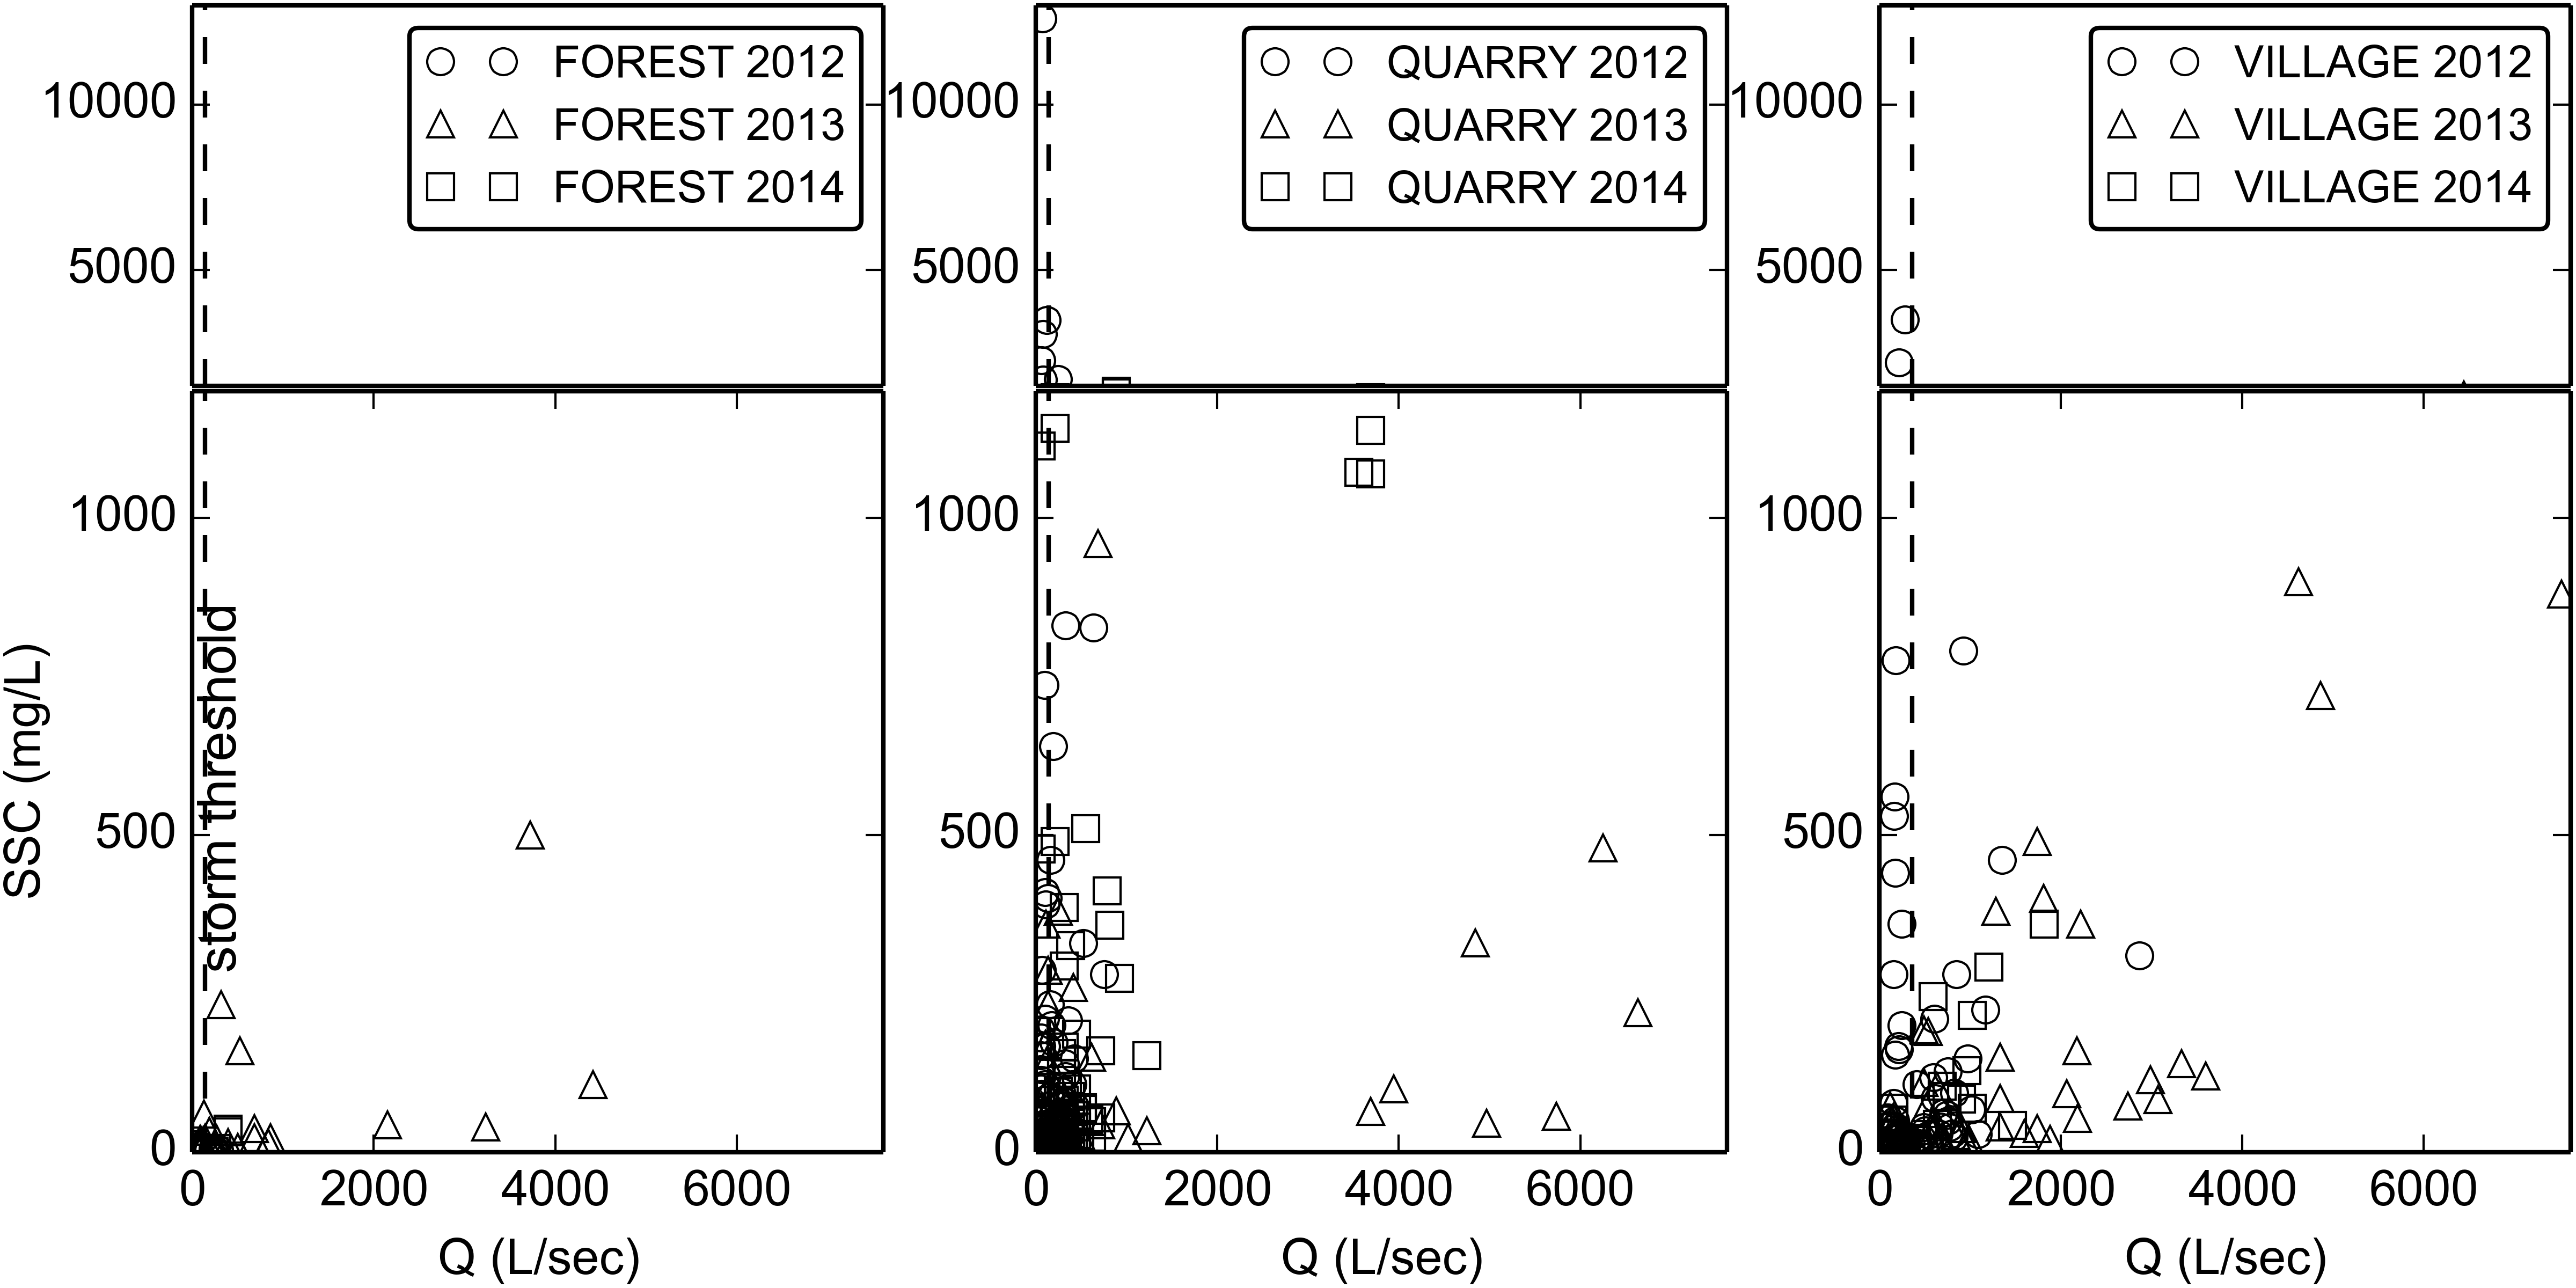 FOREST 2012
FOREST 2013
FOREST 2014
10000
5000
1000
500
0
SSC (mg/L)
storm threshold
0 2000 4000 6000
Q (L/sec)
QUARRY 2012
QUARRY 2013
QUARRY 2014
10000
5000
1000
500
0
0 2000 4000 6000
Q (L/sec)
VILLAGE 2012
VILLAGE 2013
VILLAGE 2014
10000
5000
1000
500
0
0 2000 4000 6000
Q (L/sec)